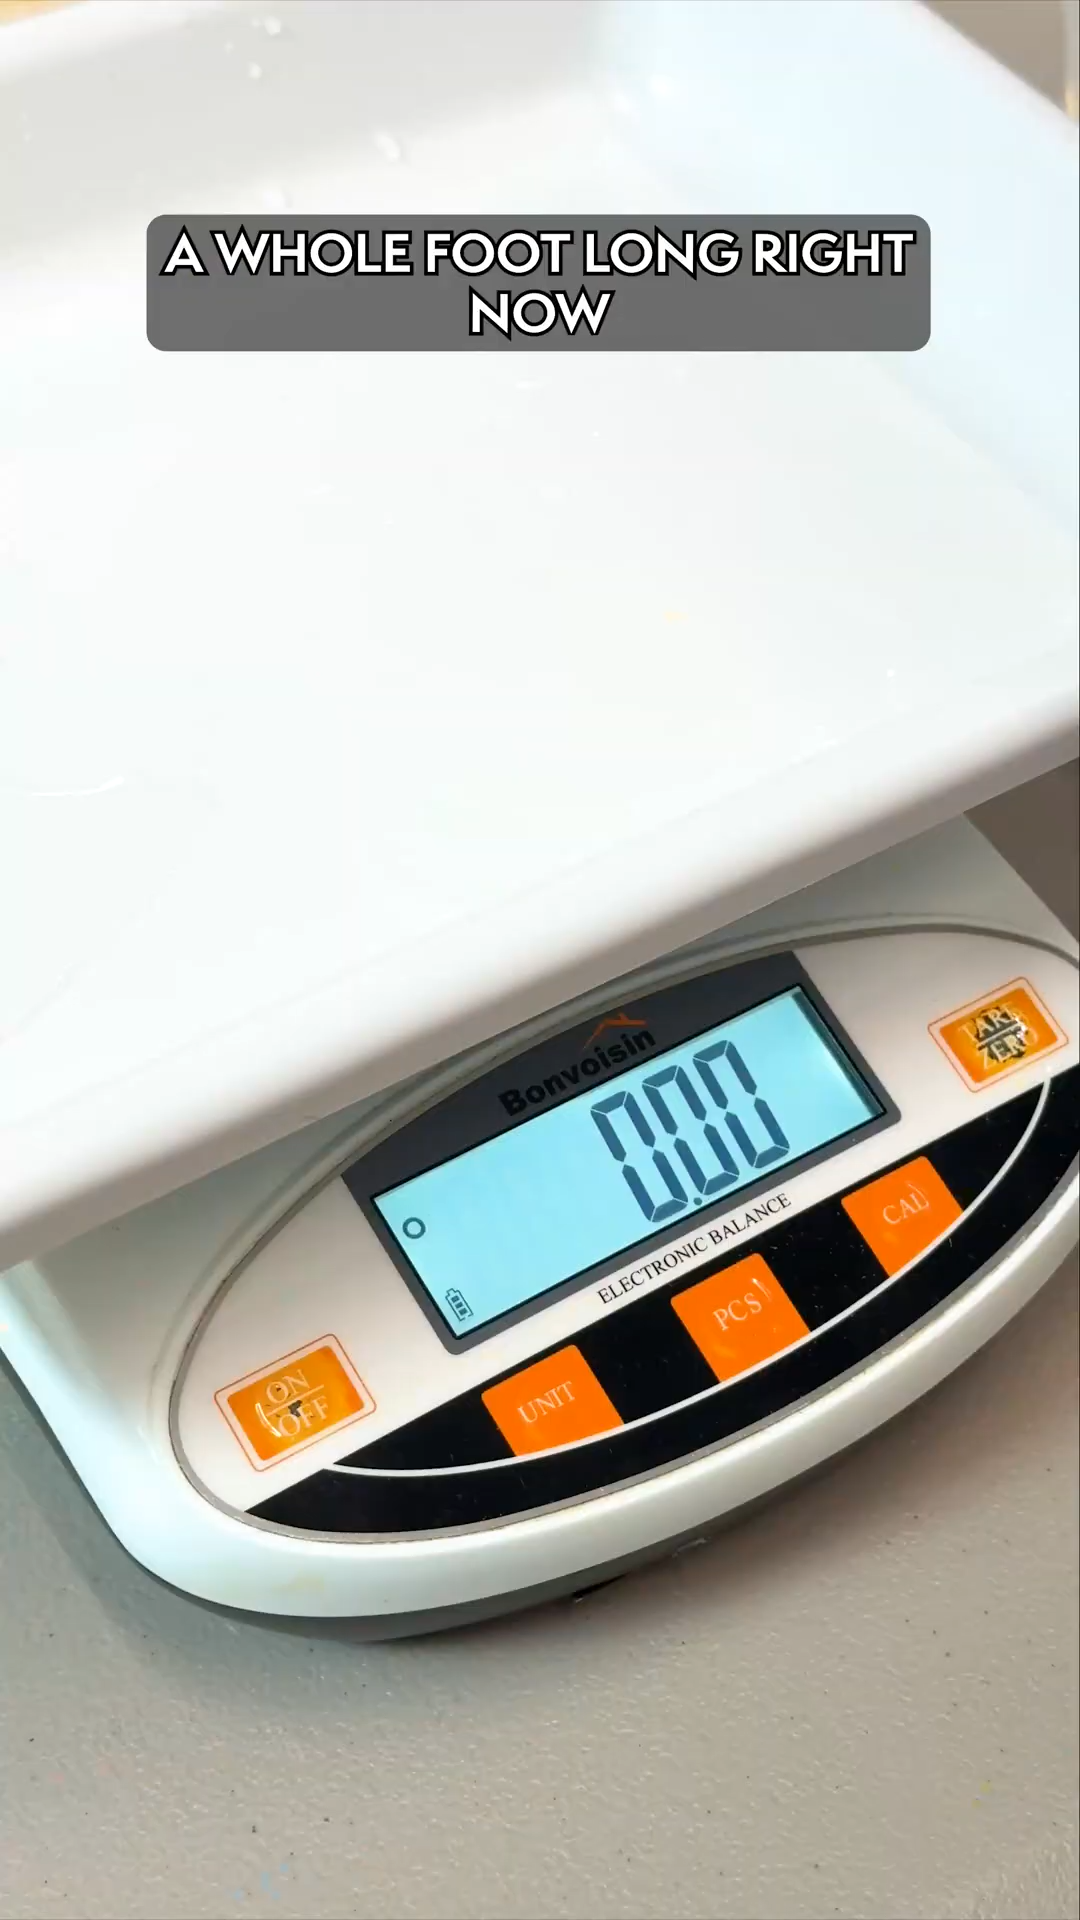 A WHOLE FOOT LONG RIGHT
NOW
Bonvoisin
0.00
ELECTRONIC BALANCE
TARE
ZERO
CAL
PCS
UNIT
ON
OFF